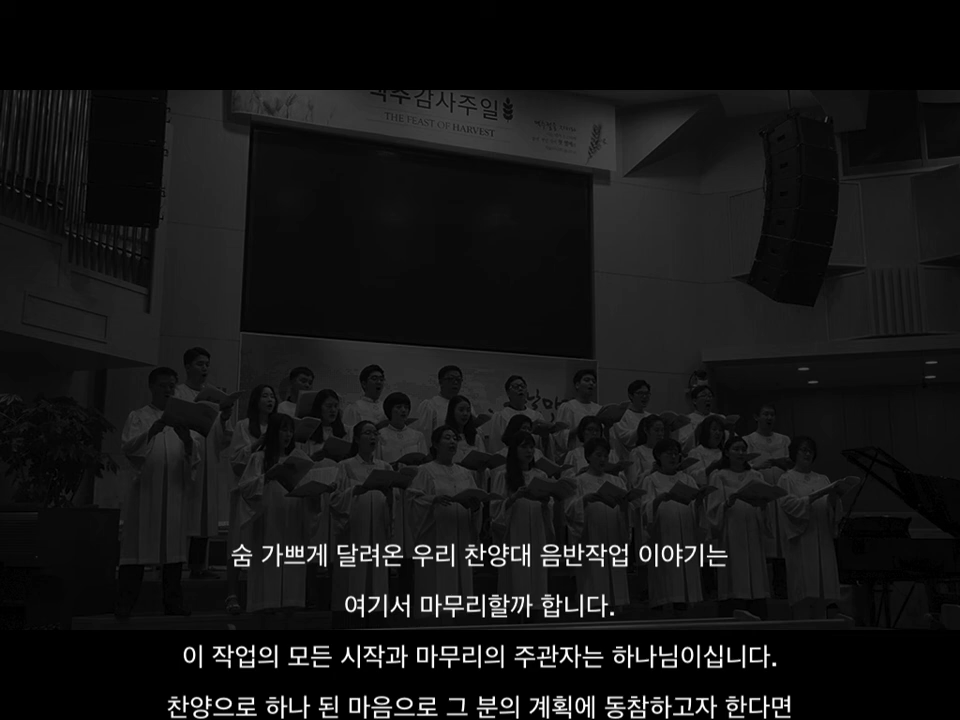 맥추감사주일
THE FEAST OF HARVEST
숨 가쁘게 달려온 우리 찬양대 음반작업 이야기는
여기서 마무리할까 합니다.
이 작업의 모든 시작과 마무리의 주관자는 하나님이십니다.
찬양으로 하나 된 마음으로 그 분의 계획에 동참하고자 한다면